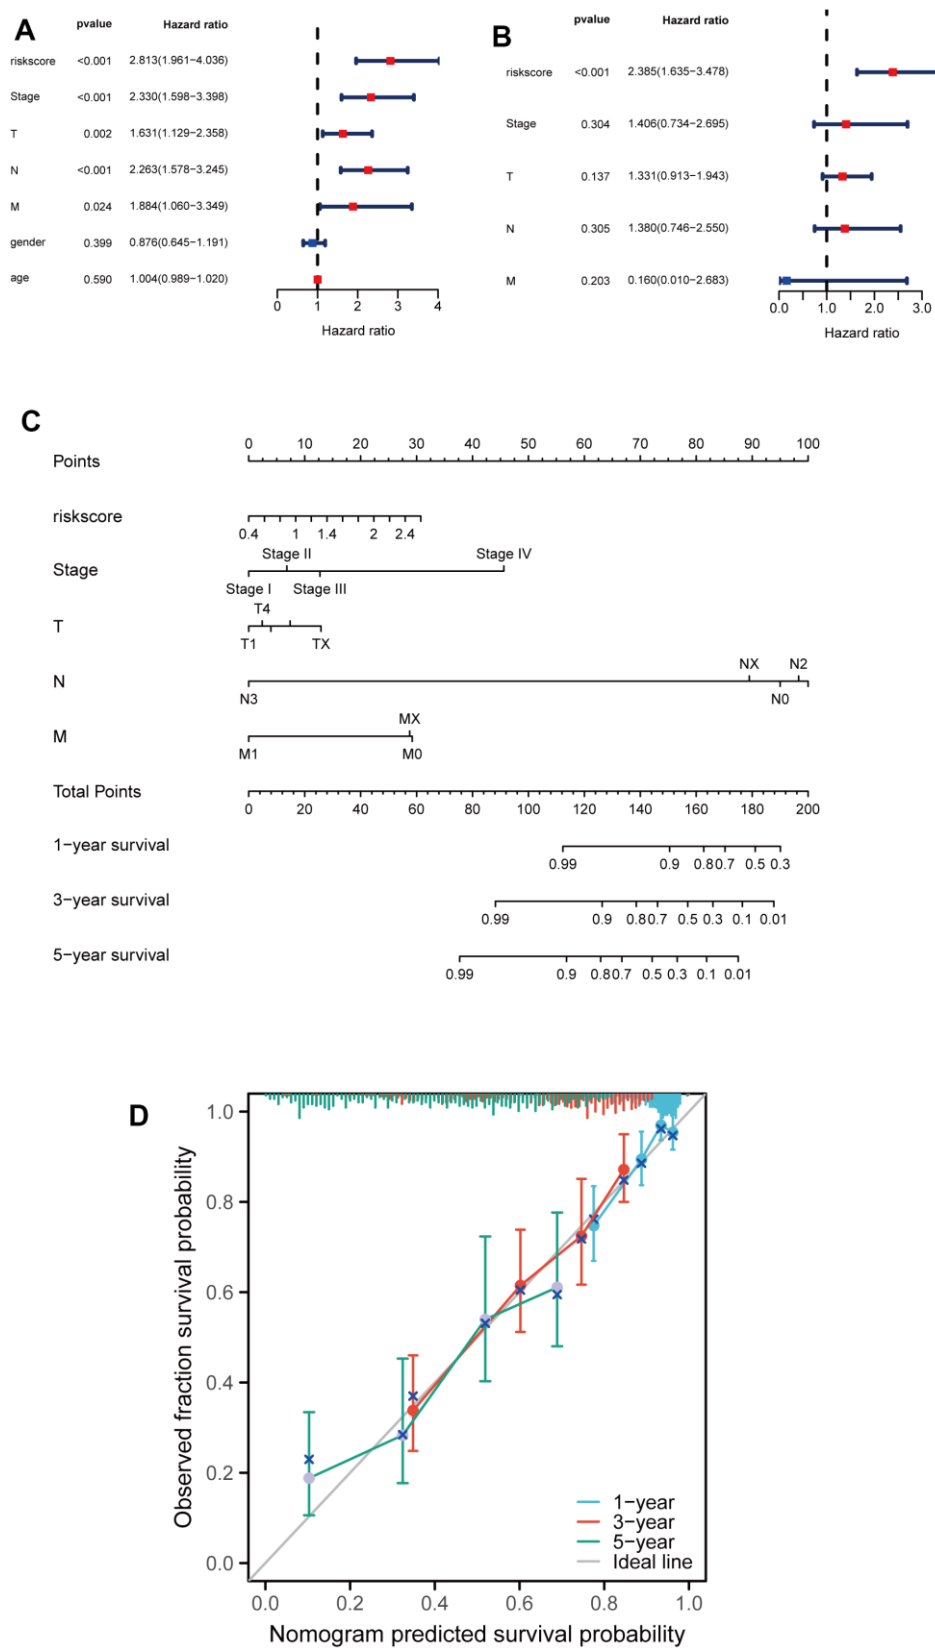 A
pvalue Hazard ratio
riskscore <0.001 2.813(1.961−4.036)
Stage <0.001 2.330(1.598−3.398)
T 0.002 1.631(1.129−2.358)
N <0.001 2.263(1.578−3.245)
M 0.024 1.884(1.060−3.349)
gender 0.399 0.876(0.645−1.191)
age 0.590 1.004(0.989−1.020)
0 1 2 3 4
Hazard ratio
B
pvalue Hazard ratio
riskscore <0.001 2.385(1.635−3.478)
Stage 0.304 1.406(0.734−2.695)
T 0.137 1.331(0.913−1.943)
N 0.305 1.380(0.746−2.550)
M 0.203 0.160(0.010−2.683)
0.0 1.0 2.0 3.0
Hazard ratio
C
0 10 20 30 40 50 60 70 80 90 100
Points
riskscore
0.4 1 1.4 2 2.4
Stage II Stage IV
Stage
Stage I Stage III
T4
T
T1 TX
NX N2
N
N3 N0
MX
M
M1 M0
Total Points
0 20 40 60 80 100 120 140 160 180 200
1−year survival
0.99 0.9 0.8 0.7 0.5 0.3
3−year survival
0.99 0.9 0.8 0.7 0.5 0.3 0.1 0.01
5−year survival
0.99 0.9 0.8 0.7 0.5 0.3 0.1 0.01
D
Observed fraction survival probability
1.0
0.8
0.6
0.4
0.2
0.0
1−year
3−year
5−year
Ideal line
0.0 0.2 0.4 0.6 0.8 1.0
Nomogram predicted survival probability